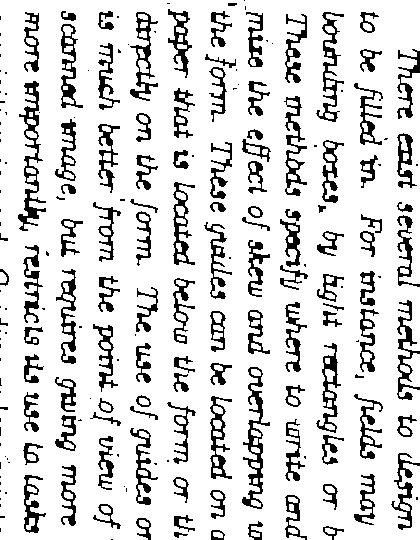 There exist several methods to design
to be filled in. For instance, fields may
bounding boxes, by light rectangles or b
These methods specify where to write and
mize the effect of skew and overlapping w
the form. These guides can be located on a
paper that is located below the form or th
directly on the form. The use of guides on
is much better from the point of view of
scanned image, but requires giving more
more importantly, restricts its use to tasks